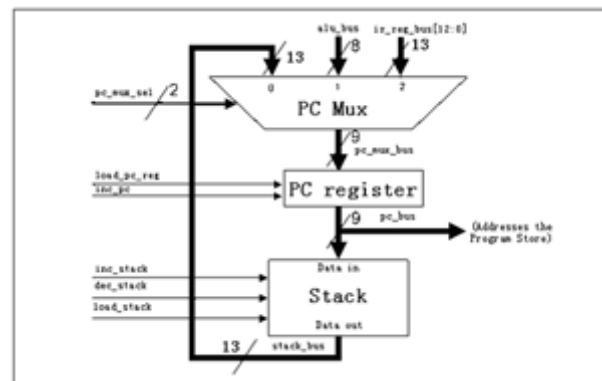 alu_bus ir_reg_bus[12:0]
13 8 13
0 1 2
pc_mux_sel 2
PC Mux
9
pc_mux_bus
load_pc_reg
inc_pc
PC register
9
pc_bus
(Addresses the
Program Store)
Data in
inc_stack
dec_stack
load_stack
Stack
Data out
13 stack_bus